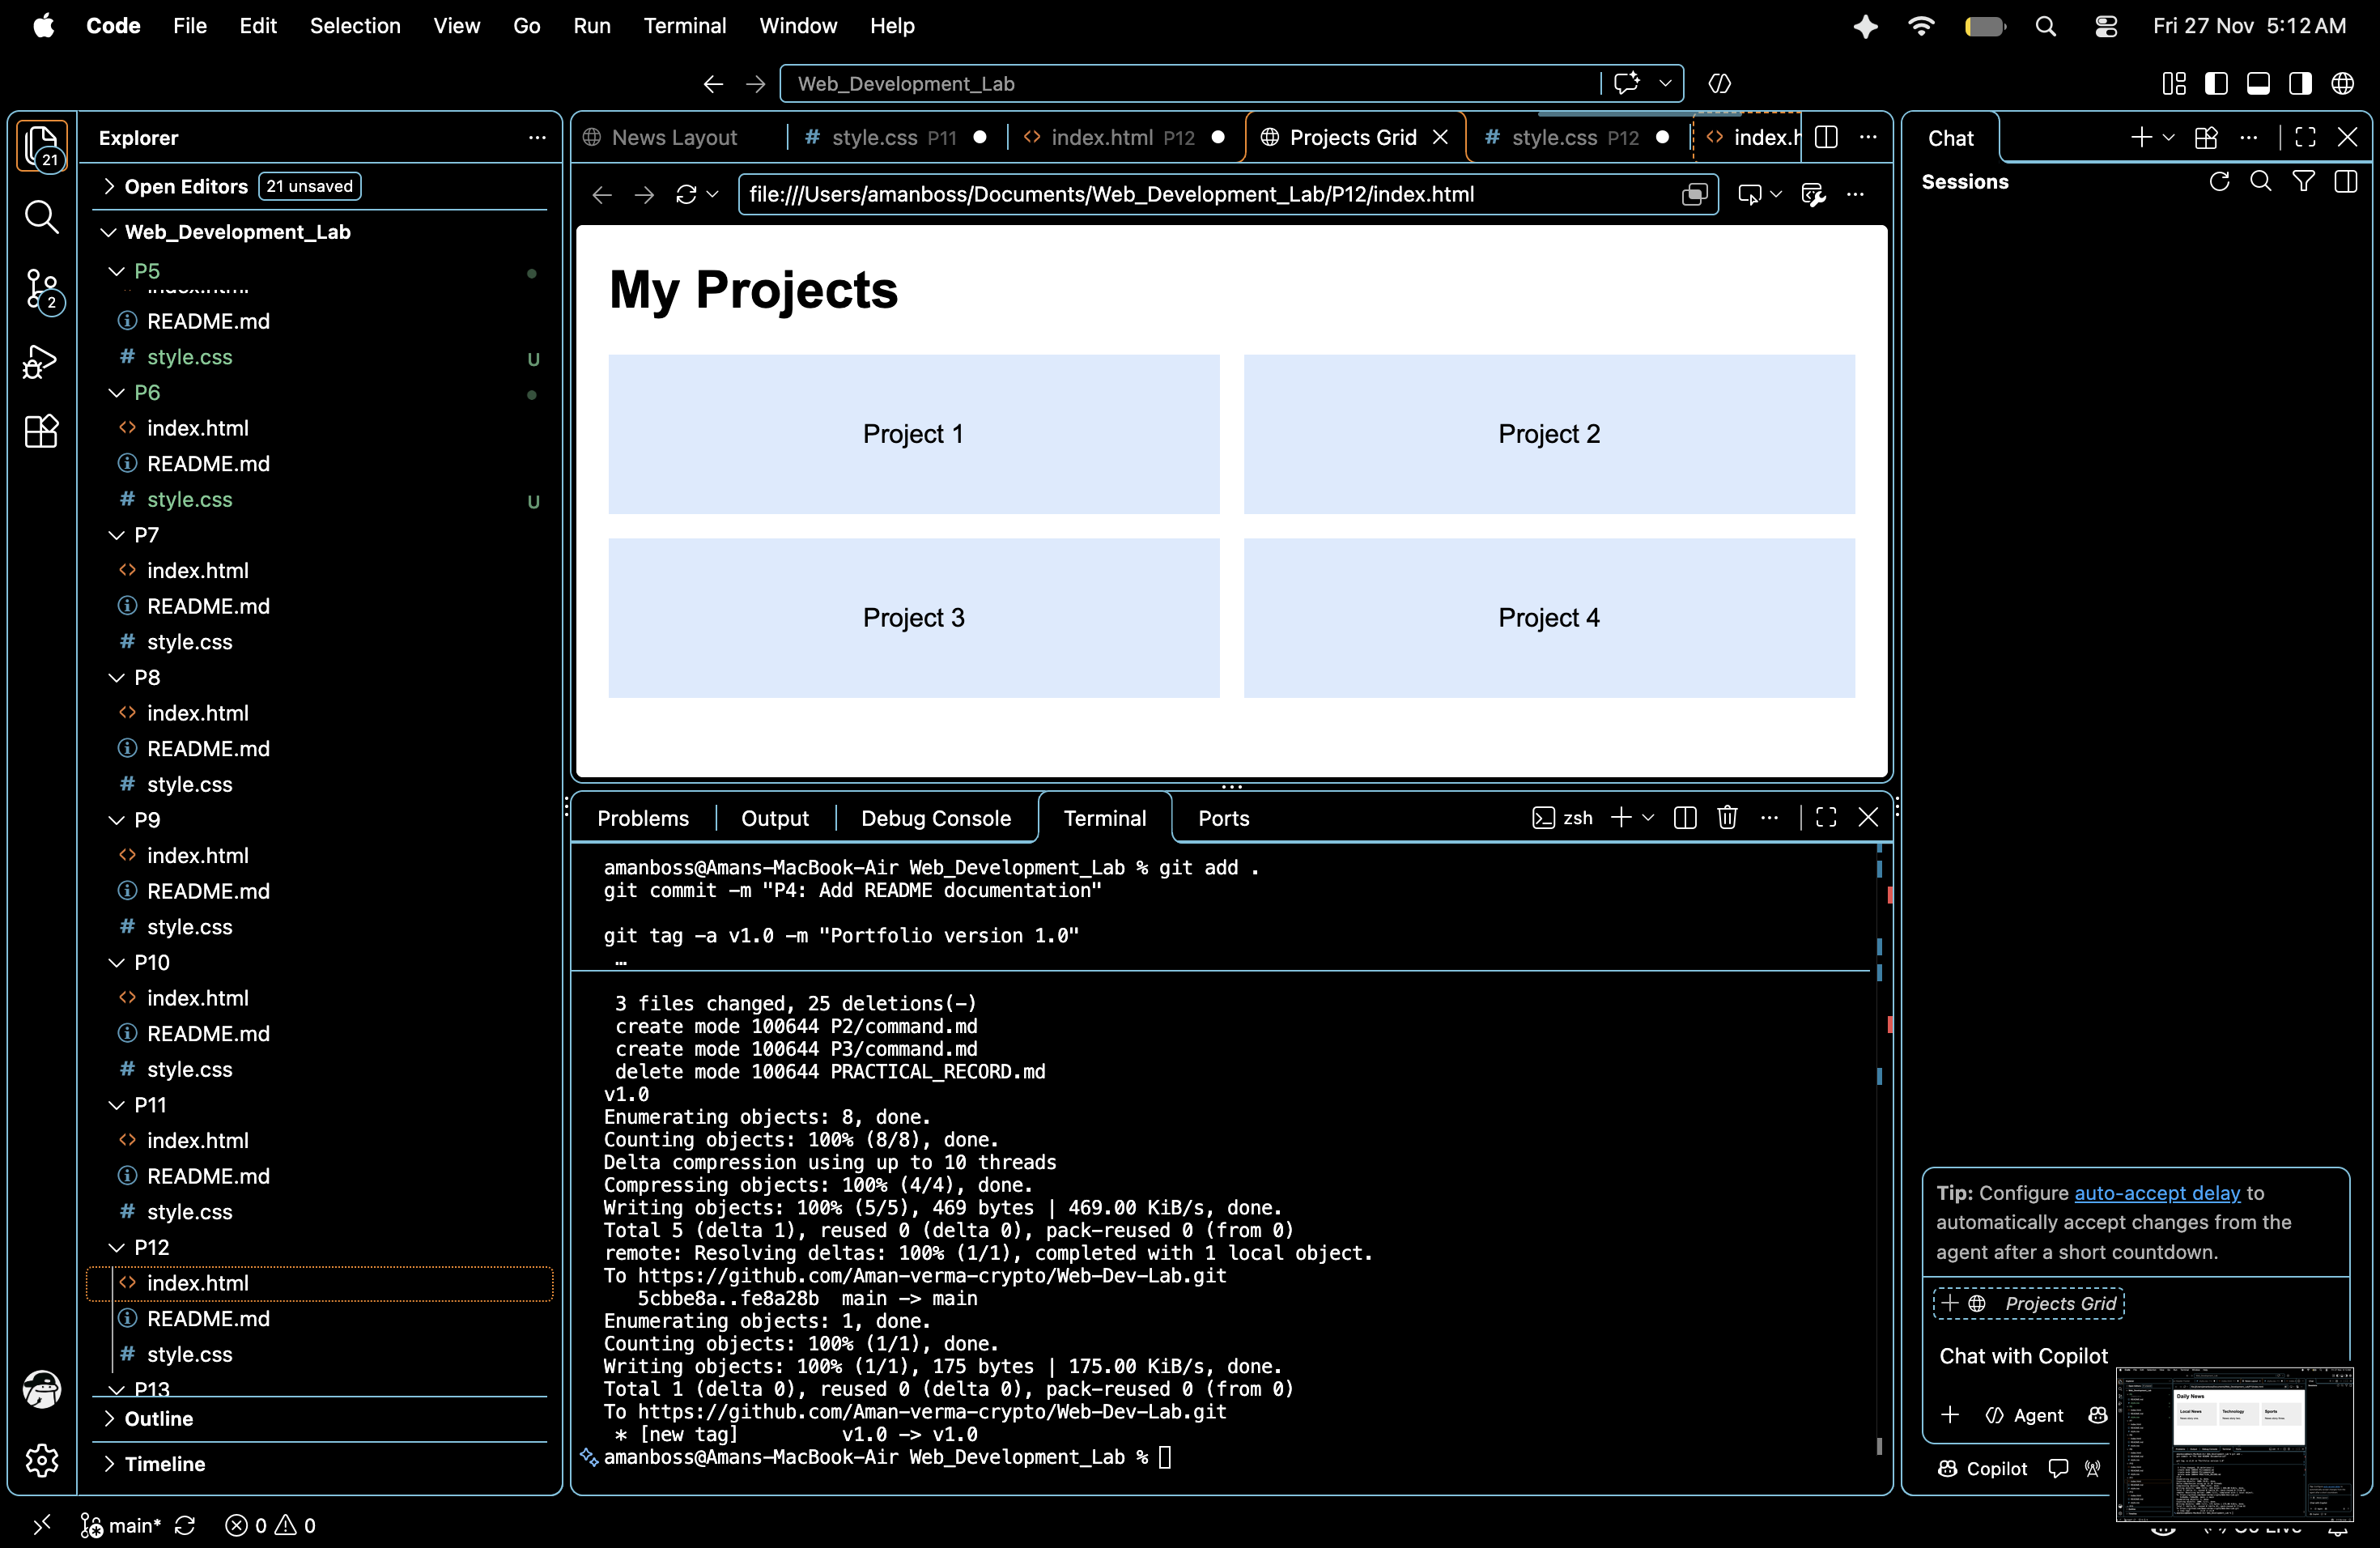 Code File Edit Selection View Go Run Terminal Window Help Fri 27 Nov 5:12 AM
Web_Development_Lab
21
2
Explorer
Open Editors 21 unsaved
Web_Development_Lab
P5
README.md
style.css U
P6
index.html
README.md
style.css U
P7
index.html
README.md
style.css
P8
index.html
README.md
style.css
P9
index.html
README.md
style.css
P10
index.html
README.md
style.css
P11
index.html
README.md
style.css
P12
index.html
README.md
style.css
P13
Outline
Timeline
News Layout # style.css P11 <> index.html P12 Projects Grid # style.css P12 <> index.h
file:///Users/amanboss/Documents/Web_Development_Lab/P12/index.html
My Projects
Project 1 Project 2
Project 3 Project 4
Problems Output Debug Console Terminal Ports zsh
amanboss@Amans-MacBook-Air Web_Development_Lab % git add .
git commit -m "P4: Add README documentation"
git tag -a v1.0 -m "Portfolio version 1.0"
…
3 files changed, 25 deletions(-)
create mode 100644 P2/command.md
create mode 100644 P3/command.md
delete mode 100644 PRACTICAL_RECORD.md
v1.0
Enumerating objects: 8, done.
Counting objects: 100% (8/8), done.
Delta compression using up to 10 threads
Compressing objects: 100% (4/4), done.
Writing objects: 100% (5/5), 469 bytes | 469.00 KiB/s, done.
Total 5 (delta 1), reused 0 (delta 0), pack-reused 0 (from 0)
remote: Resolving deltas: 100% (1/1), completed with 1 local object.
To https://github.com/Aman-verma-crypto/Web-Dev-Lab.git
5cbbe8a..fe8a28b main -> main
Enumerating objects: 1, done.
Counting objects: 100% (1/1), done.
Writing objects: 100% (1/1), 175 bytes | 175.00 KiB/s, done.
Total 1 (delta 0), reused 0 (delta 0), pack-reused 0 (from 0)
To https://github.com/Aman-verma-crypto/Web-Dev-Lab.git
* [new tag] v1.0 -> v1.0
amanboss@Amans-MacBook-Air Web_Development_Lab %
Chat
Sessions
Tip: Configure auto-accept delay to
automatically accept changes from the
agent after a short countdown.
Projects Grid
Chat with Copilot
Agent
Copilot
Daily News
Local News Technology Sports
main* 0 0